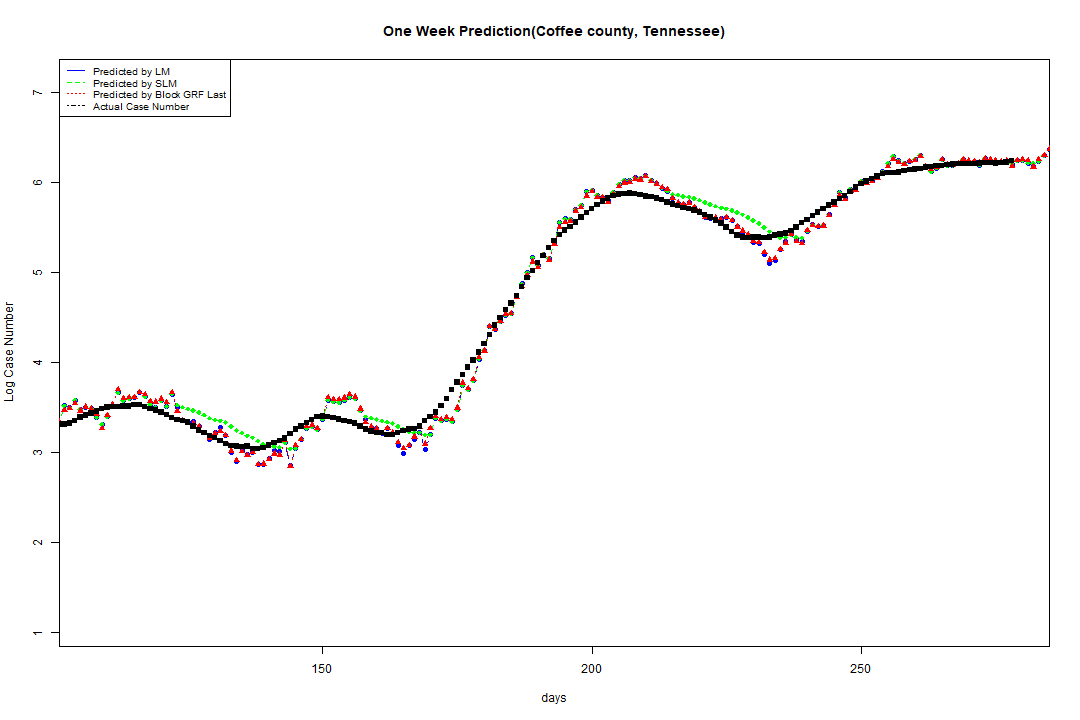 One Week Prediction(Coffee county, Tennessee)
Predicted by LM
Predicted by SLM
Predicted by Block GRF Last
Actual Case Number
7
6
5
4
3
2
1
Log Case Number
150 200 250
days